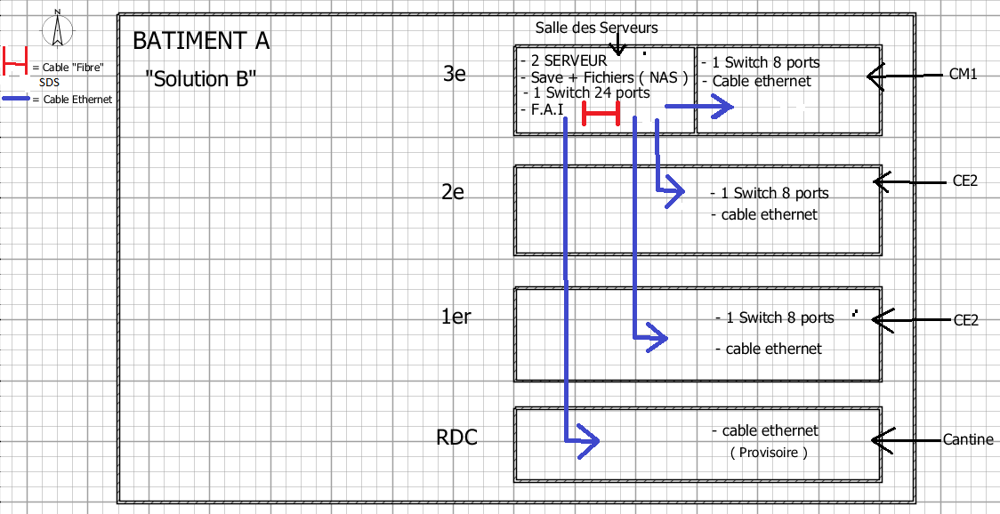 N
= Cable "Fibre"
SDS
= Cable Ethernet
BATIMENT A
"Solution B"
Salle des Serveurs
3e
- 2 SERVEUR
- Save + Fichiers ( NAS )
- 1 Switch 24 ports
- F.A.I
- 1 Switch 8 ports
- Cable ethernet
CM1
2e
- 1 Switch 8 ports
- cable ethernet
CE2
1er
- 1 Switch 8 ports
- cable ethernet
CE2
RDC
- cable ethernet
( Provisoire )
Cantine